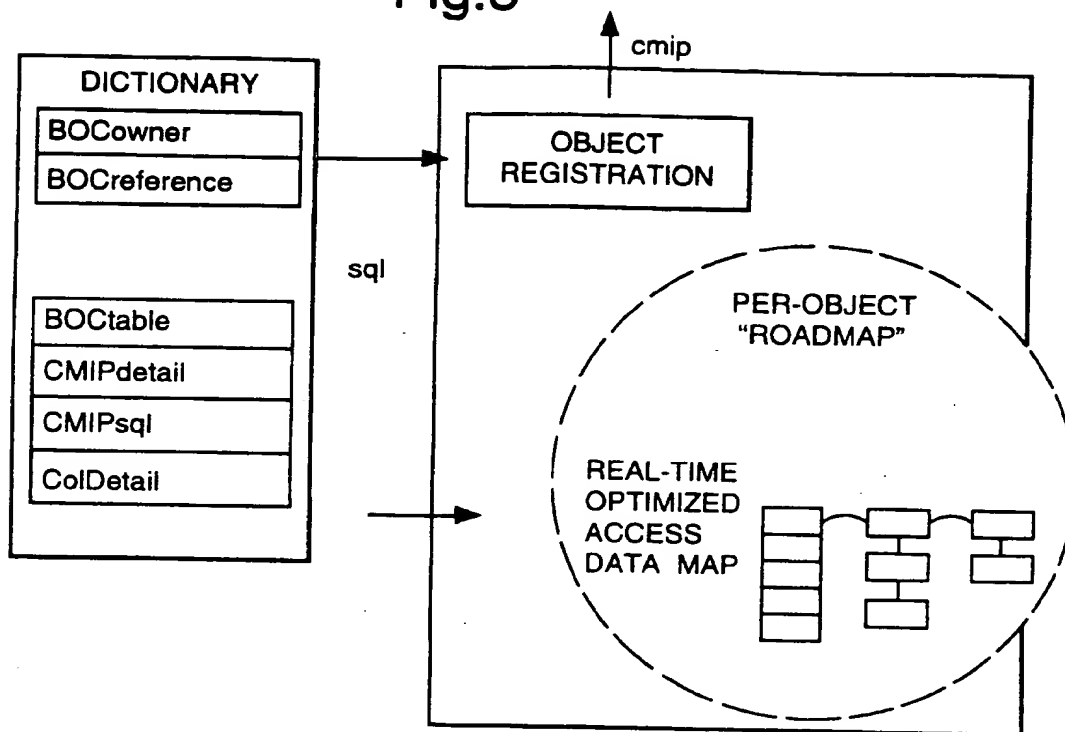 cmip
DICTIONARY
BOCowner
BOCreference
OBJECT
REGISTRATION
sql
BOCtable
CMIPdetail
CMIPsql
ColDetail
PER-OBJECT
"ROADMAP"
REAL-TIME
OPTIMIZED
ACCESS
DATA MAP